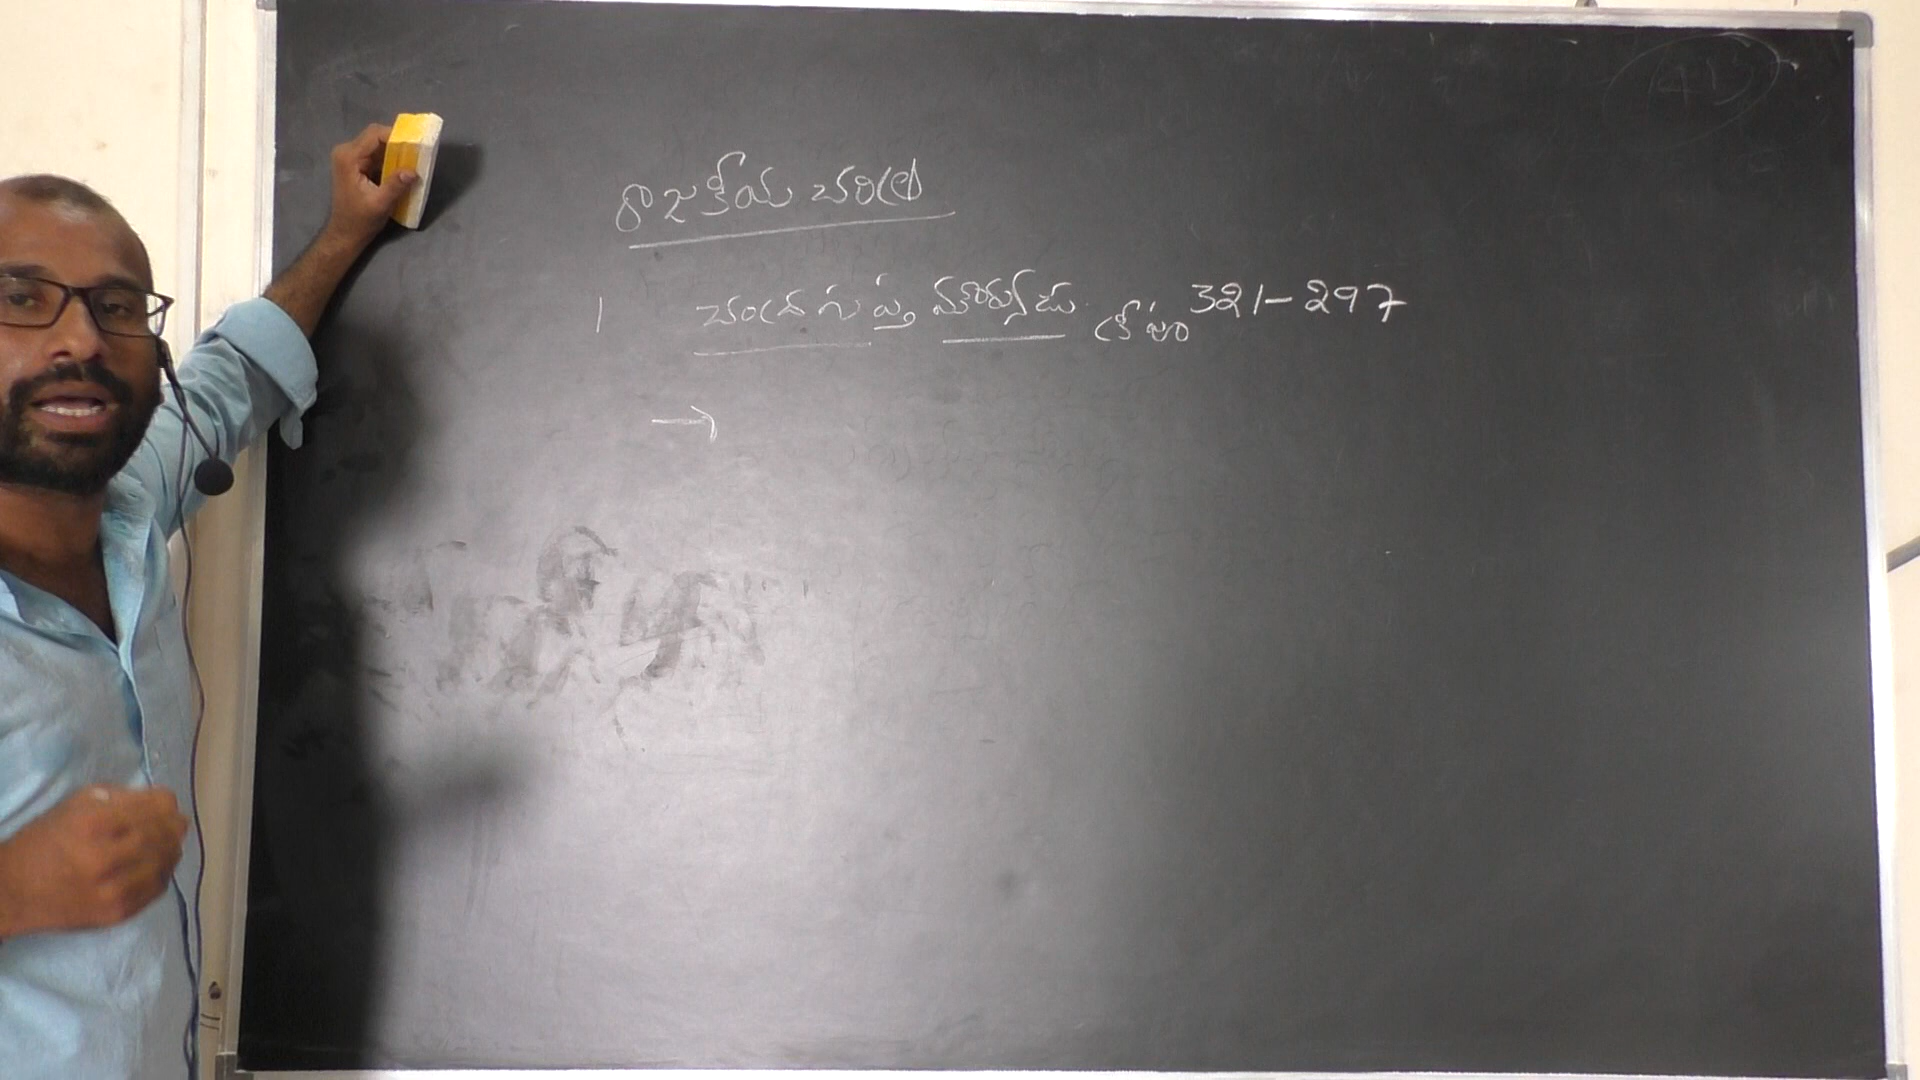 రాజకీయ చరిత్ర
1 చంద్రగుప్త మౌర్యుడు క్రీ పూ 321-297
→